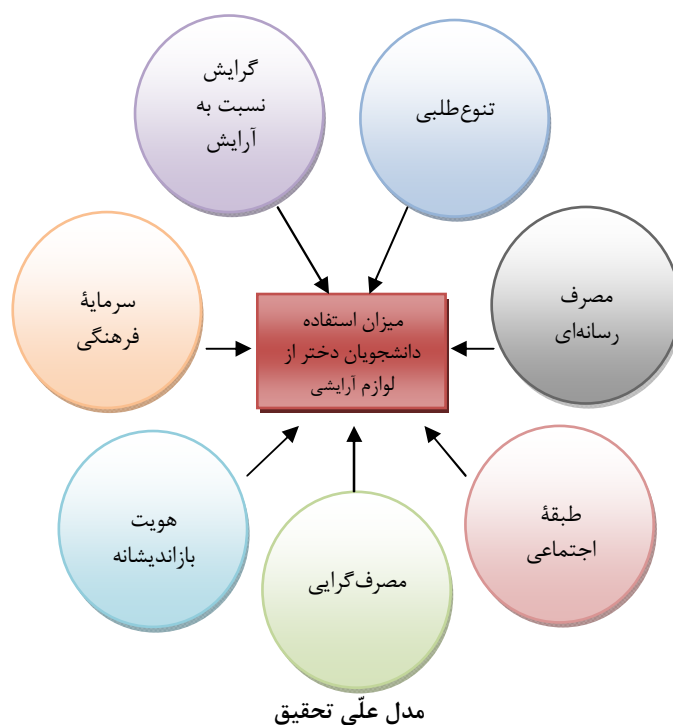 گرایش
نسبت به
آرایش
تنوع‌طلبی
سرمایهٔ
فرهنگی
میزان استفاده
دانشجویان دختر از
لوازم آرایشی
مصرف
رسانه‌ای
هویت
بازاندیشانه
مصرف‌گرایی
طبقهٔ
اجتماعی
مدل علّی تحقیق